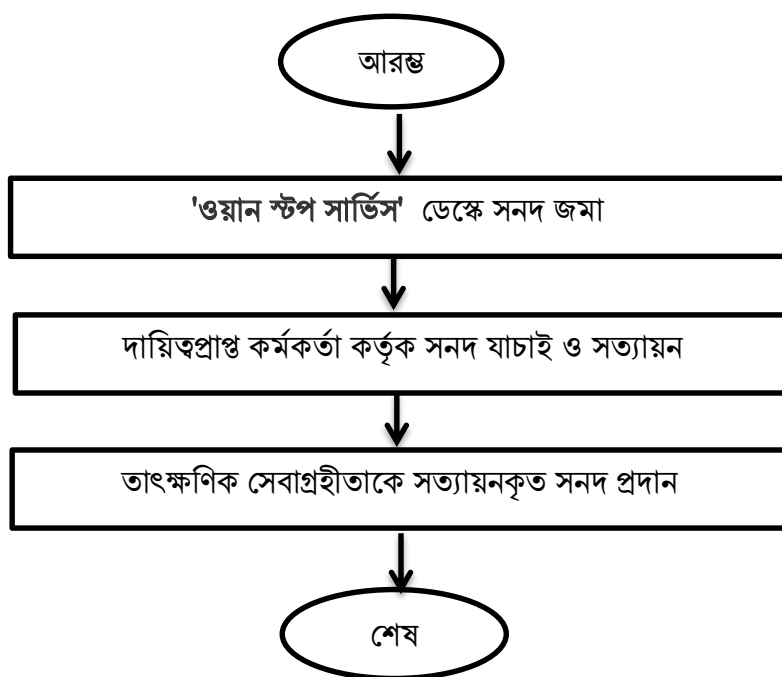 আরম্ভ
'ওয়ান স্টপ সার্ভিস' ডেস্কে সনদ জমা
দায়িত্বপ্রাপ্ত কর্মকর্তা কর্তৃক সনদ যাচাই ও সত্যায়ন
তাৎক্ষণিক সেবাগ্রহীতাকে সত্যায়নকৃত সনদ প্রদান
শেষ